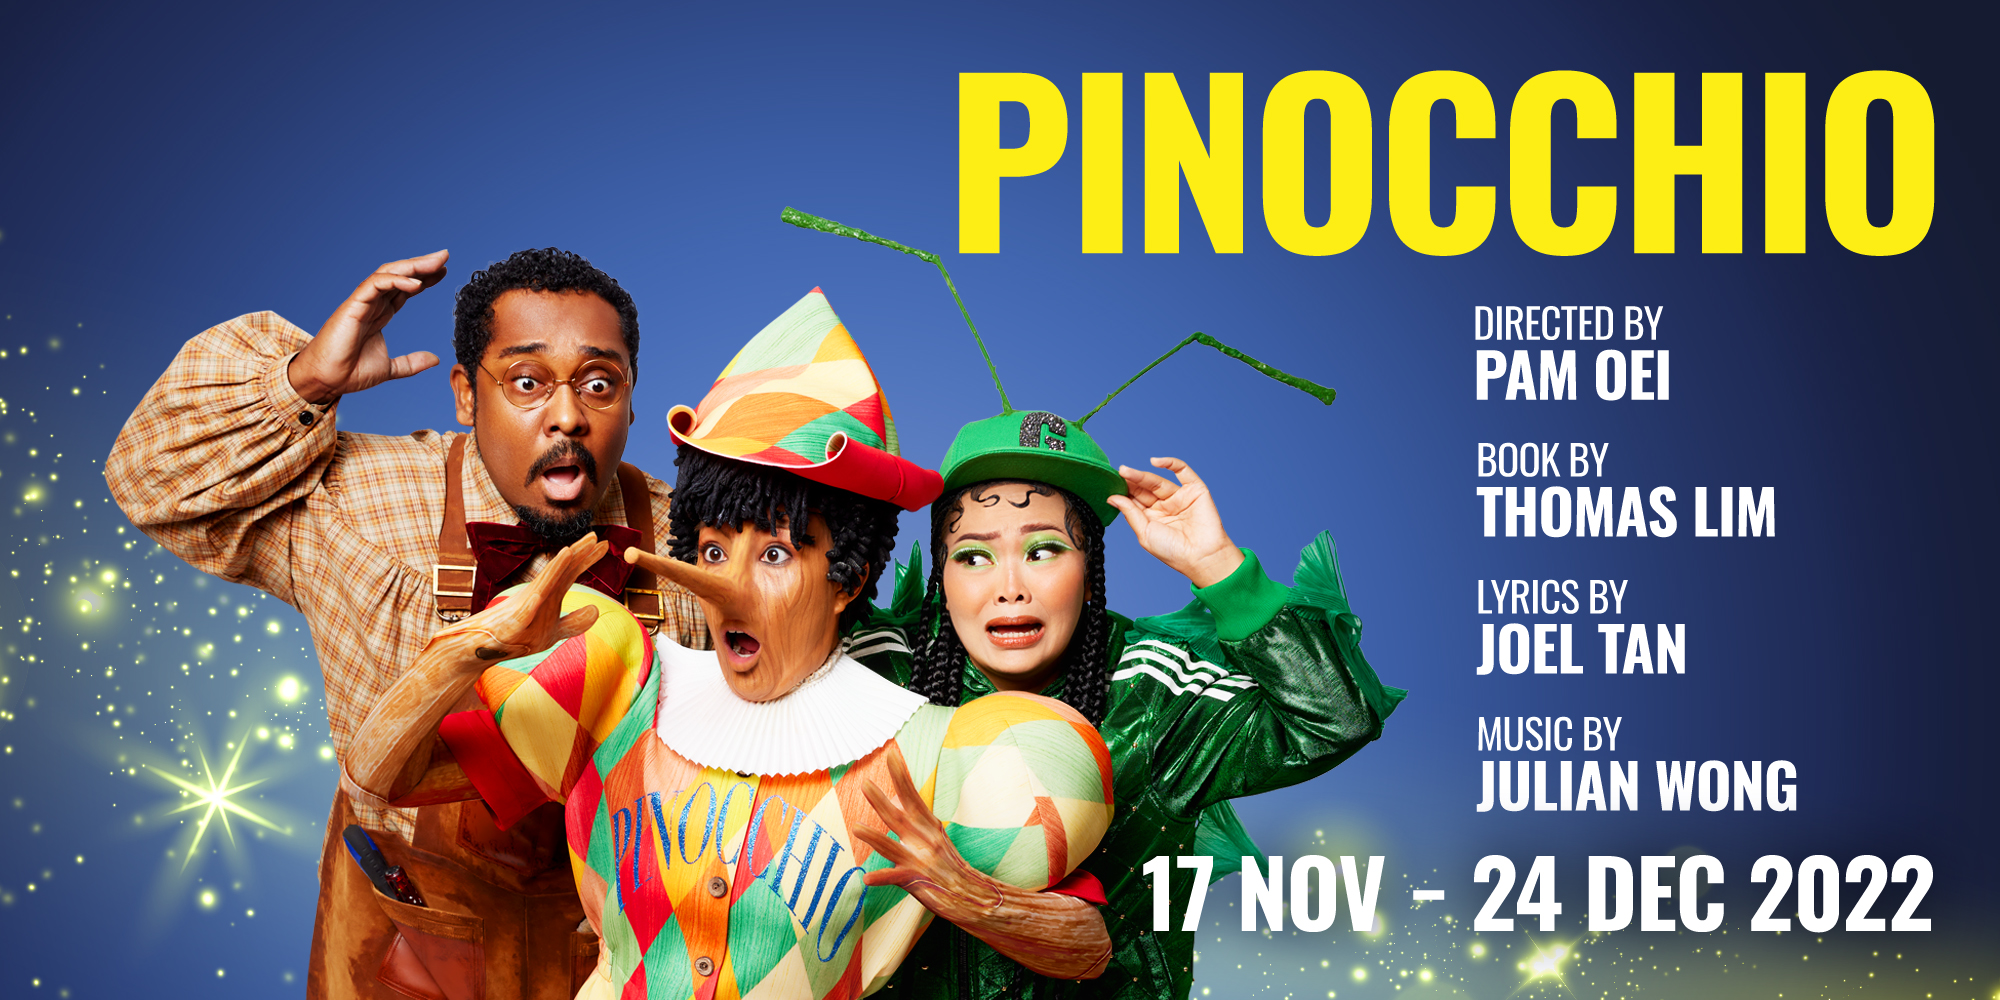 PINOCCHIO
DIRECTED BY
PAM OEI
BOOK BY
THOMAS LIM
LYRICS BY
JOEL TAN
MUSIC BY
JULIAN WONG
17 NOV - 24 DEC 2022
G
PINOCCHIO